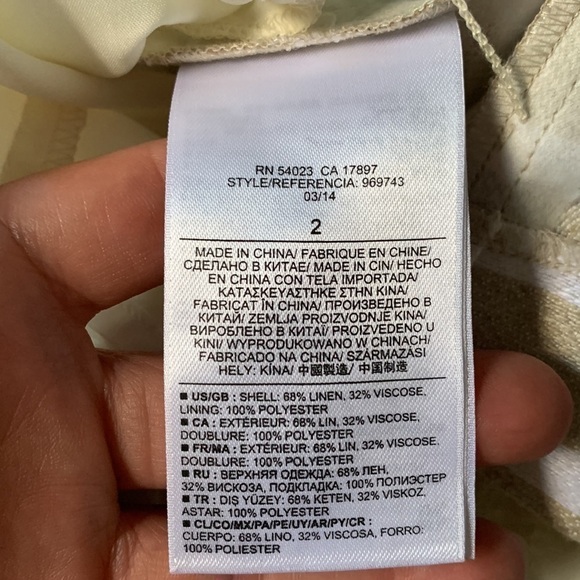 RN 54023 CA 17897
STYLE/REFERENCIA: 969743
03/14
2
MADE IN CHINA/ FABRIQUE EN CHINE/
СДЕЛАНО В КИТАЕ/ MADE IN CIN/ HECHO
EN CHINA CON TELA IMPORTADA/
ΚΑΤΑΣΚΕΥΑΣΤΗΚΕ ΣΤΗΝ ΚΙΝΑ/
FABRICAT ÎN CHINA/ ПРОИЗВЕДЕНО В
КИТАЙ/ ZEMLJA PROIZVODNJE KINA/
ВИРОБЛЕНО В КИТАЇ/ PROIZVEDENO U
KINI/ WYPRODUKOWANO W CHINACH/
FABRICADO NA CHINA/ SZÁRMAZÁSI
HELY: KÍNA/ 中國製造/ 中国制造
■ US/GB : SHELL: 68% LINEN, 32% VISCOSE,
LINING: 100% POLYESTER
■ CA : EXTÉRIEUR: 68% LIN, 32% VISCOSE,
DOUBLURE: 100% POLYESTER
■ FR/MA : EXTÉRIEUR: 68% LIN, 32% VISCOSE,
DOUBLURE: 100% POLYESTER
■ RU : ВЕРХНЯЯ ОДЕЖДА: 68% ЛЕН,
32% ВИСКОЗА, ПОДКЛАДКА: 100% ПОЛИЭСТЕР
■ TR : DIŞ YÜZEY: 68% KETEN, 32% VISKOZ,
ASTAR: 100% POLYESTER
■ CL/CO/MX/PA/PE/UY/AR/PY/CR :
CUERPO: 68% LINO, 32% VISCOSA, FORRO:
100% POLIESTER